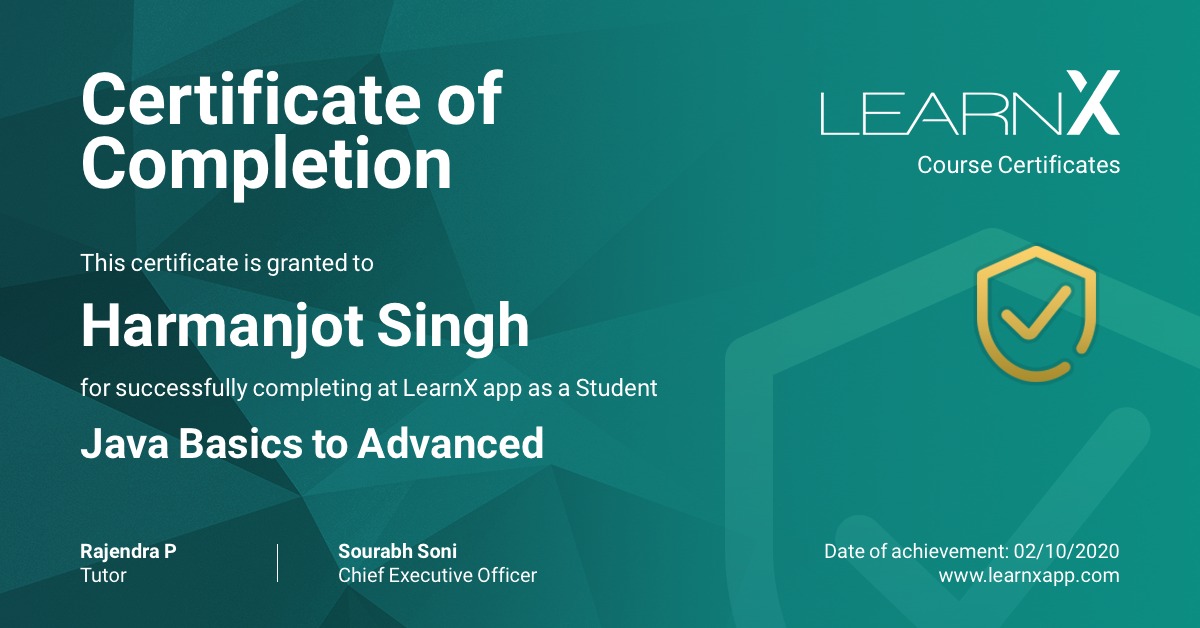 Certificate of
Completion
LEARNX
Course Certificates
This certificate is granted to
Harmanjot Singh
for successfully completing at LearnX app as a Student
Java Basics to Advanced
Rajendra P
Tutor
Sourabh Soni
Chief Executive Officer
Date of achievement: 02/10/2020
www.learnxapp.com